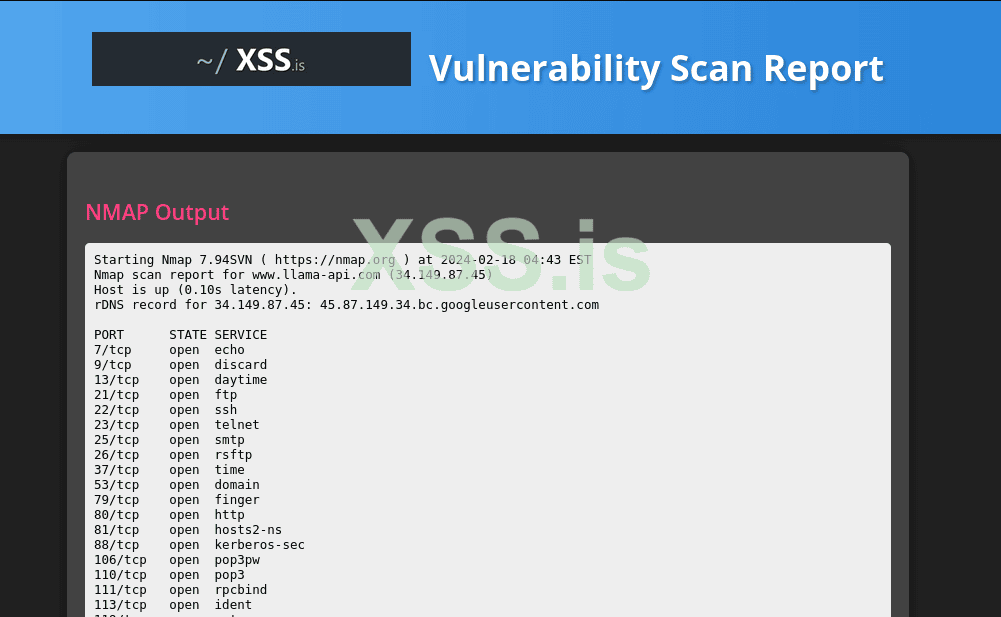 ~/ XSS.is
Vulnerability Scan Report
NMAP Output
XSS.is
Starting Nmap 7.94SVN ( https://nmap.org ) at 2024-02-18 04:43 EST
Nmap scan report for www.llama-api.com (34.149.87.45)
Host is up (0.10s latency).
rDNS record for 34.149.87.45: 45.87.149.34.bc.googleusercontent.com
PORT STATE SERVICE
7/tcp open echo
9/tcp open discard
13/tcp open daytime
21/tcp open ftp
22/tcp open ssh
23/tcp open telnet
25/tcp open smtp
26/tcp open rsftp
37/tcp open time
53/tcp open domain
79/tcp open finger
80/tcp open http
81/tcp open hosts2-ns
88/tcp open kerberos-sec
106/tcp open pop3pw
110/tcp open pop3
111/tcp open rpcbind
113/tcp open ident